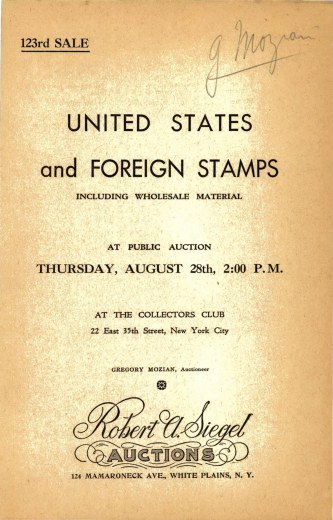 123rd SALE
G Mozian
UNITED STATES
and FOREIGN STAMPS
INCLUDING WHOLESALE MATERIAL
AT PUBLIC AUCTION
THURSDAY, AUGUST 28th, 2:00 P.M.
AT THE COLLECTORS CLUB
22 East 35th Street, New York City
GREGORY MOZIAN, Auctioneer
Robert A. Siegel
AUCTIONS
124 MAMARONECK AVE., WHITE PLAINS, N. Y.